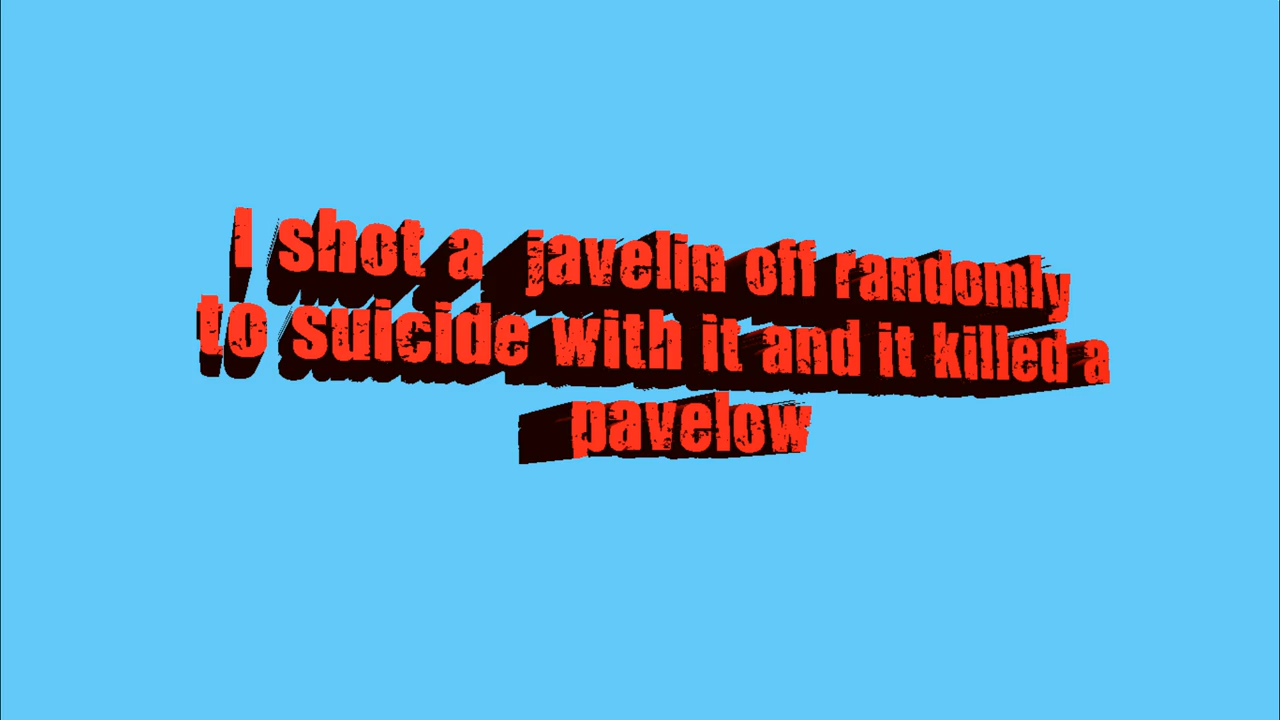 I shot a  javelin off randomly
to suicide with it and it killed a
pavelow